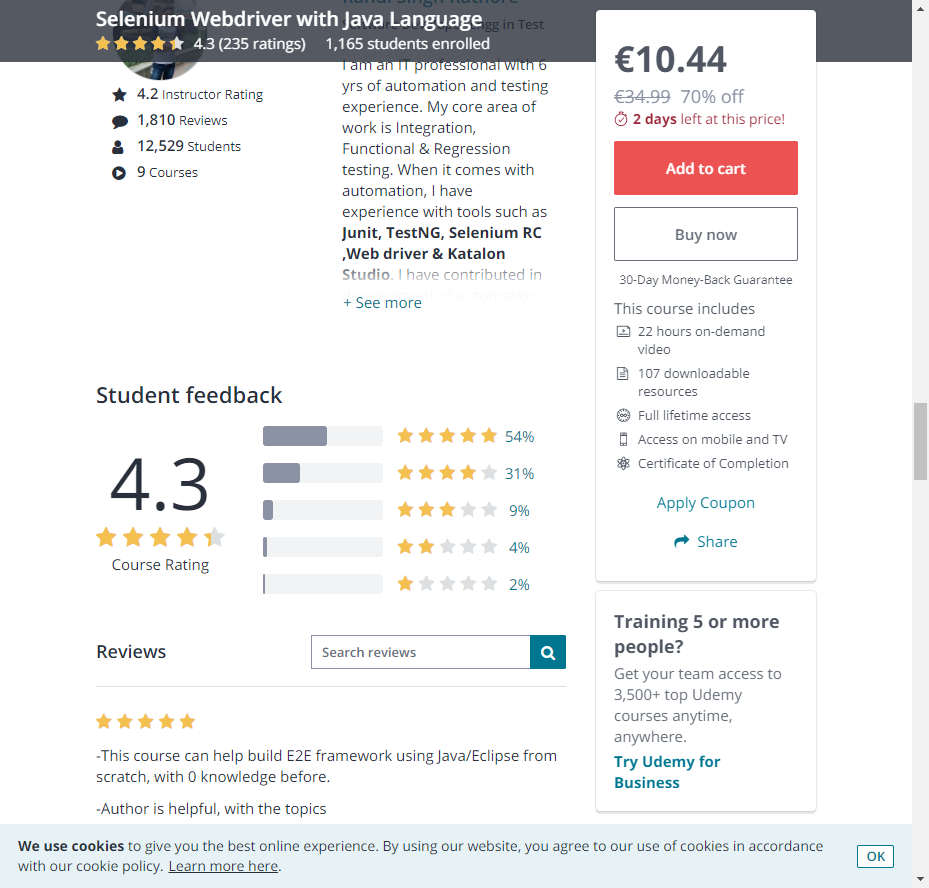 Selenium Webdriver with Java Language
4.3 (235 ratings) 1,165 students enrolled
4.2 Instructor Rating
1,810 Reviews
12,529 Students
9 Courses
in Test
I am an IT professional with 6
yrs of automation and testing
experience. My core area of
work is Integration,
Functional & Regression
testing. When it comes with
automation, I have
experience with tools such as
Junit, TestNG, Selenium RC
,Web driver & Katalon
Studio. I have contributed in
+ See more
Student feedback
4.3
Course Rating
54%
31%
9%
4%
2%
Reviews
Search reviews
-This course can help build E2E framework using Java/Eclipse from
scratch, with 0 knowledge before.
-Author is helpful, with the topics
€10.44
€34.99 70% off
2 days left at this price!
Add to cart
Buy now
30-Day Money-Back Guarantee
This course includes
22 hours on-demand
video
107 downloadable
resources
Full lifetime access
Access on mobile and TV
Certificate of Completion
Apply Coupon
Share
Training 5 or more
people?
Get your team access to
3,500+ top Udemy
courses anytime,
anywhere.
Try Udemy for
Business
We use cookies to give you the best online experience. By using our website, you agree to our use of cookies in accordance
with our cookie policy. Learn more here.
OK